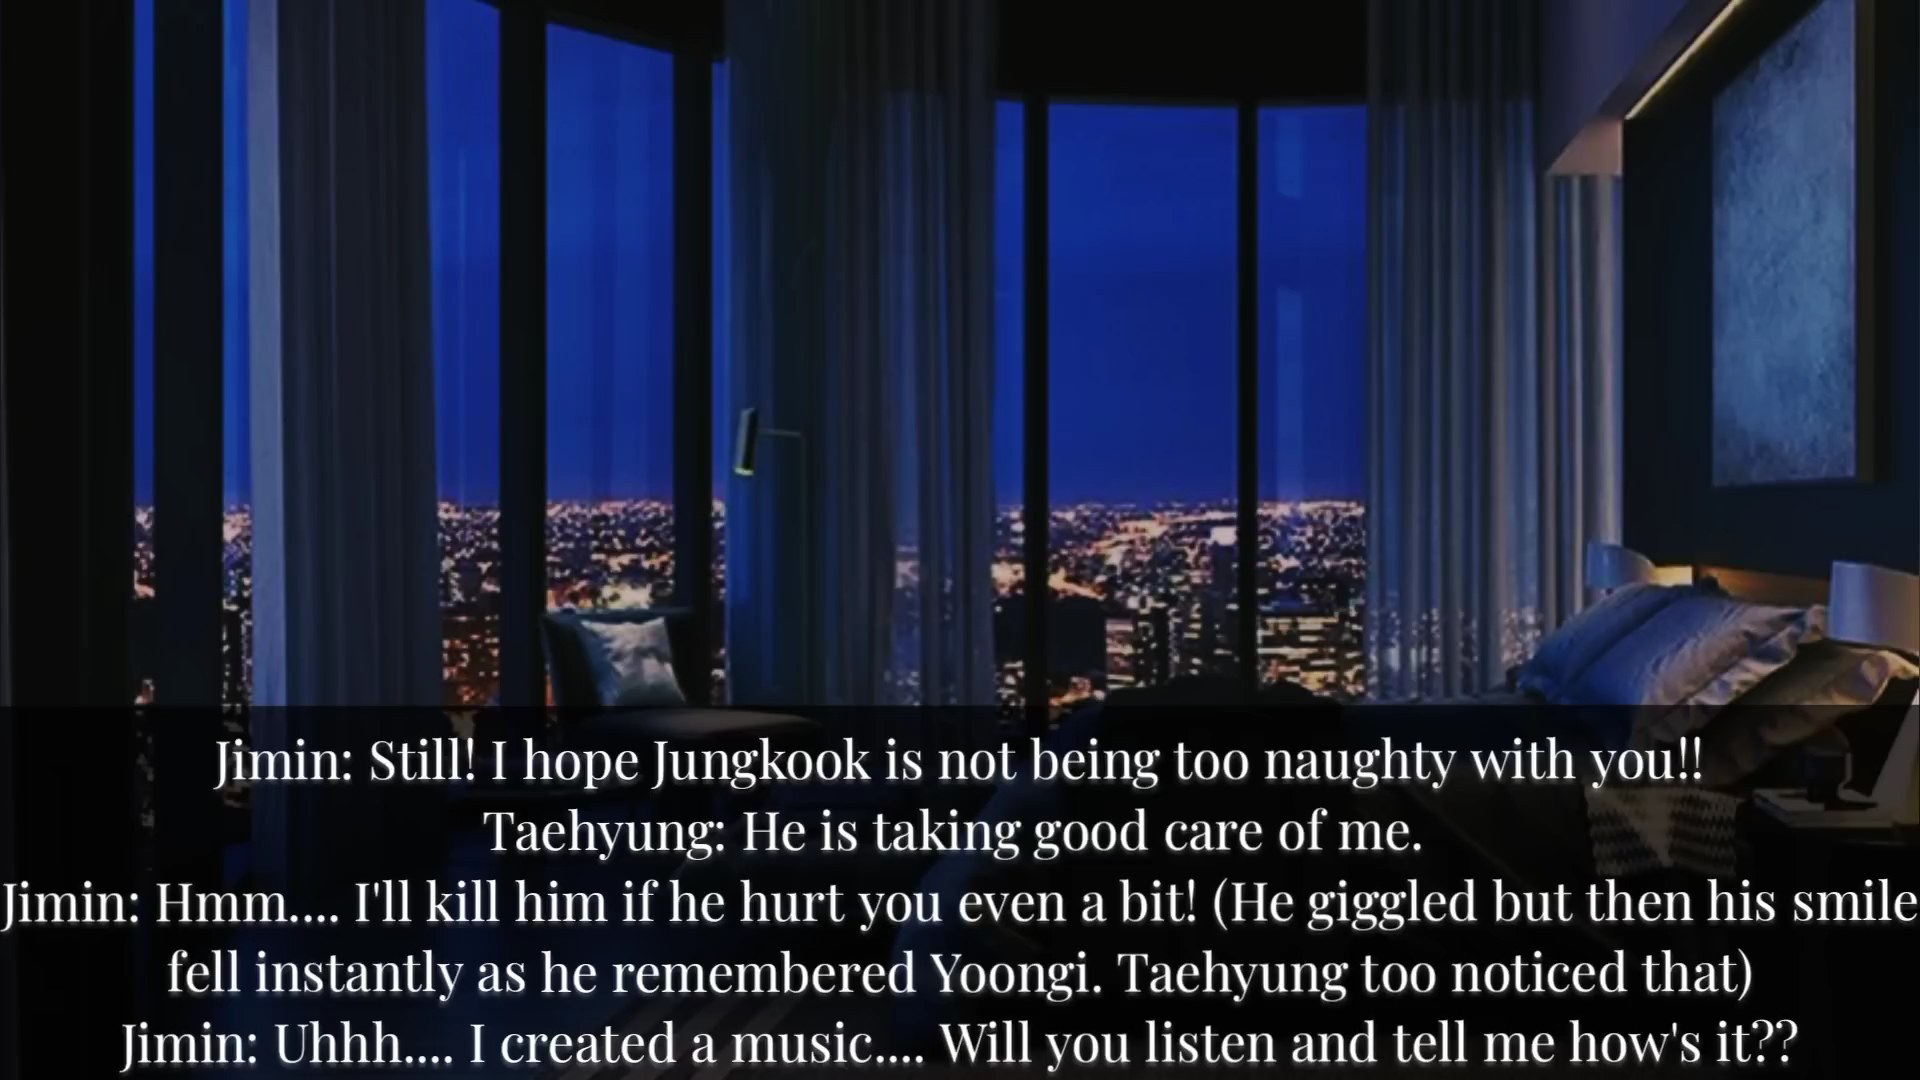 Jimin: Still! I hope Jungkook is not being too naughty with you!!
Taehyung: He is taking good care of me.
Jimin: Hmm.... I'll kill him if he hurt you even a bit! (He giggled but then his smile
fell instantly as he remembered Yoongi. Taehyung too noticed that)
Jimin: Uhhh.... I created a music.... Will you listen and tell me how's it??